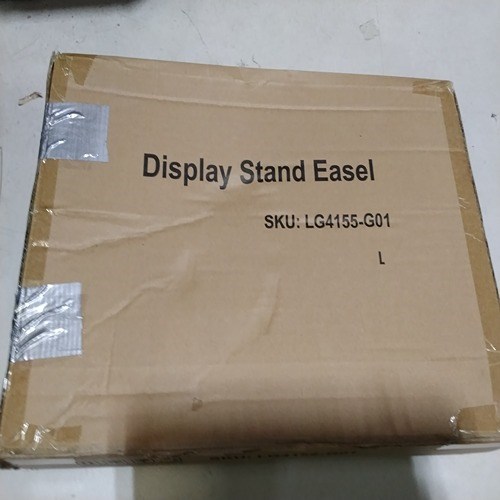 Display Stand Easel
SKU: LG4155-G01
L